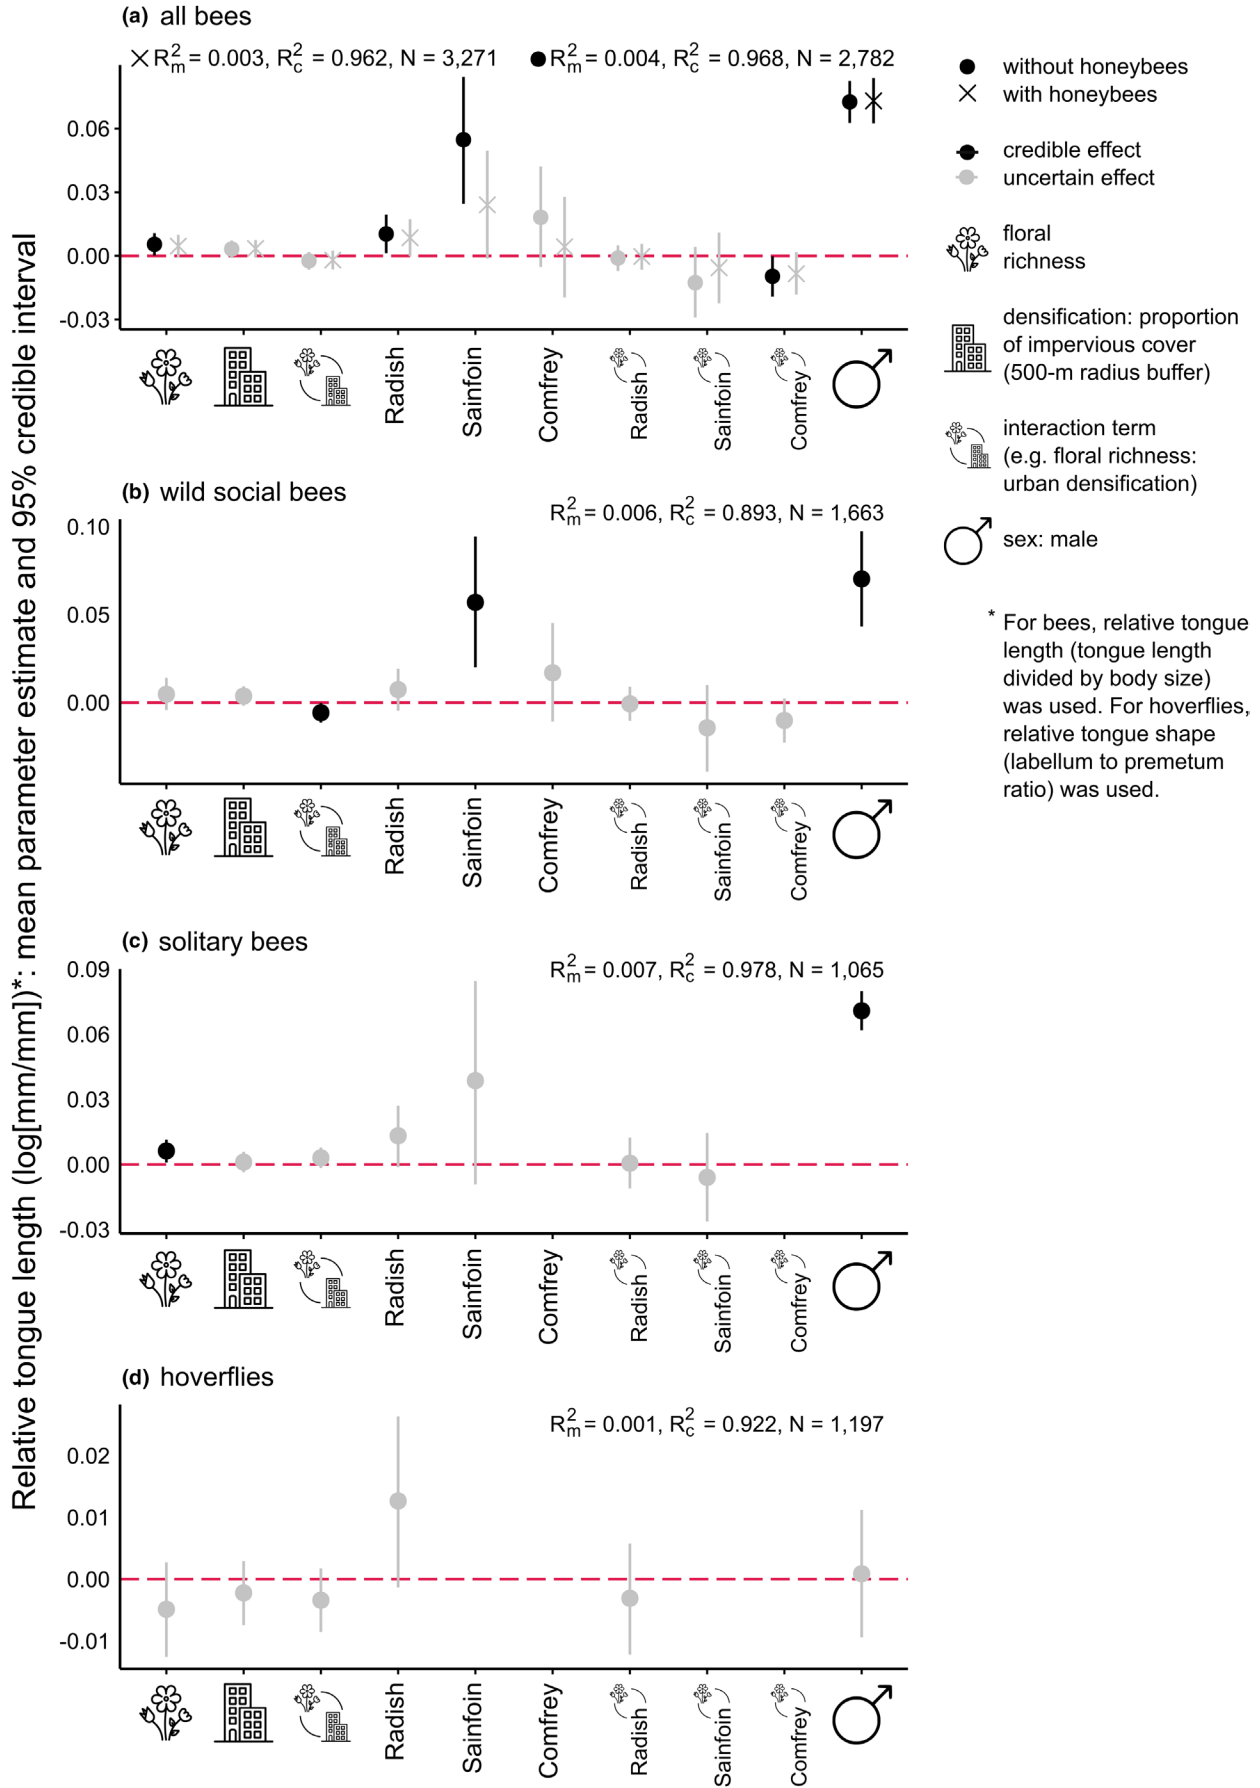 Relative tongue length (log[mm/mm])*: mean parameter estimate and 95% credible interval
(a) all bees
× R²m = 0.003, R²c = 0.962, N = 3,271 ● R²m = 0.004, R²c = 0.968, N = 2,782
0.06
0.03
0.00
-0.03
Radish
Sainfoin
Comfrey
Radish
Sainfoin
Comfrey
(b) wild social bees
R²m = 0.006, R²c = 0.893, N = 1,663
0.10
0.05
0.00
Radish
Sainfoin
Comfrey
Radish
Sainfoin
Comfrey
(c) solitary bees
R²m = 0.007, R²c = 0.978, N = 1,065
0.09
0.06
0.03
0.00
-0.03
Radish
Sainfoin
Comfrey
Radish
Sainfoin
Comfrey
(d) hoverflies
R²m = 0.001, R²c = 0.922, N = 1,197
0.02
0.01
0.00
-0.01
Radish
Sainfoin
Comfrey
Radish
Sainfoin
Comfrey
without honeybees
with honeybees
credible effect
uncertain effect
floral
richness
densification: proportion
of impervious cover
(500-m radius buffer)
interaction term
(e.g. floral richness:
urban densification)
sex: male
* For bees, relative tongue
length (tongue length
divided by body size)
was used. For hoverflies,
relative tongue shape
(labellum to premetum
ratio) was used.